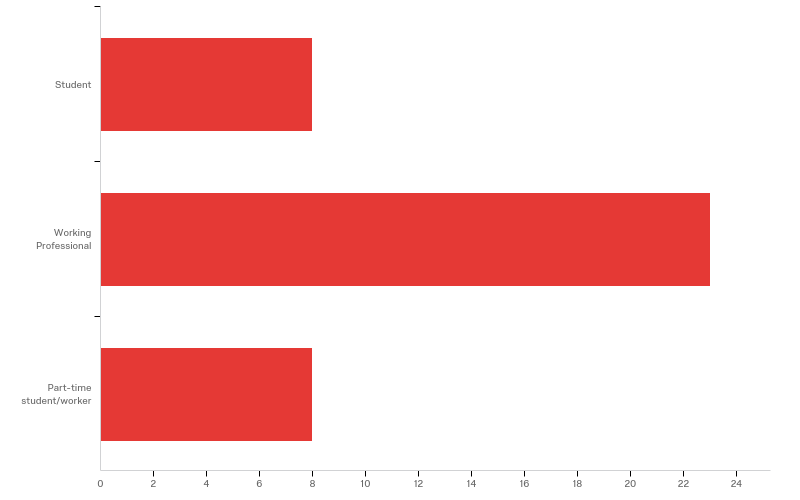 Student
Working
Professional
Part-time
student/worker
0 2 4 6 8 10 12 14 16 18 20 22 24